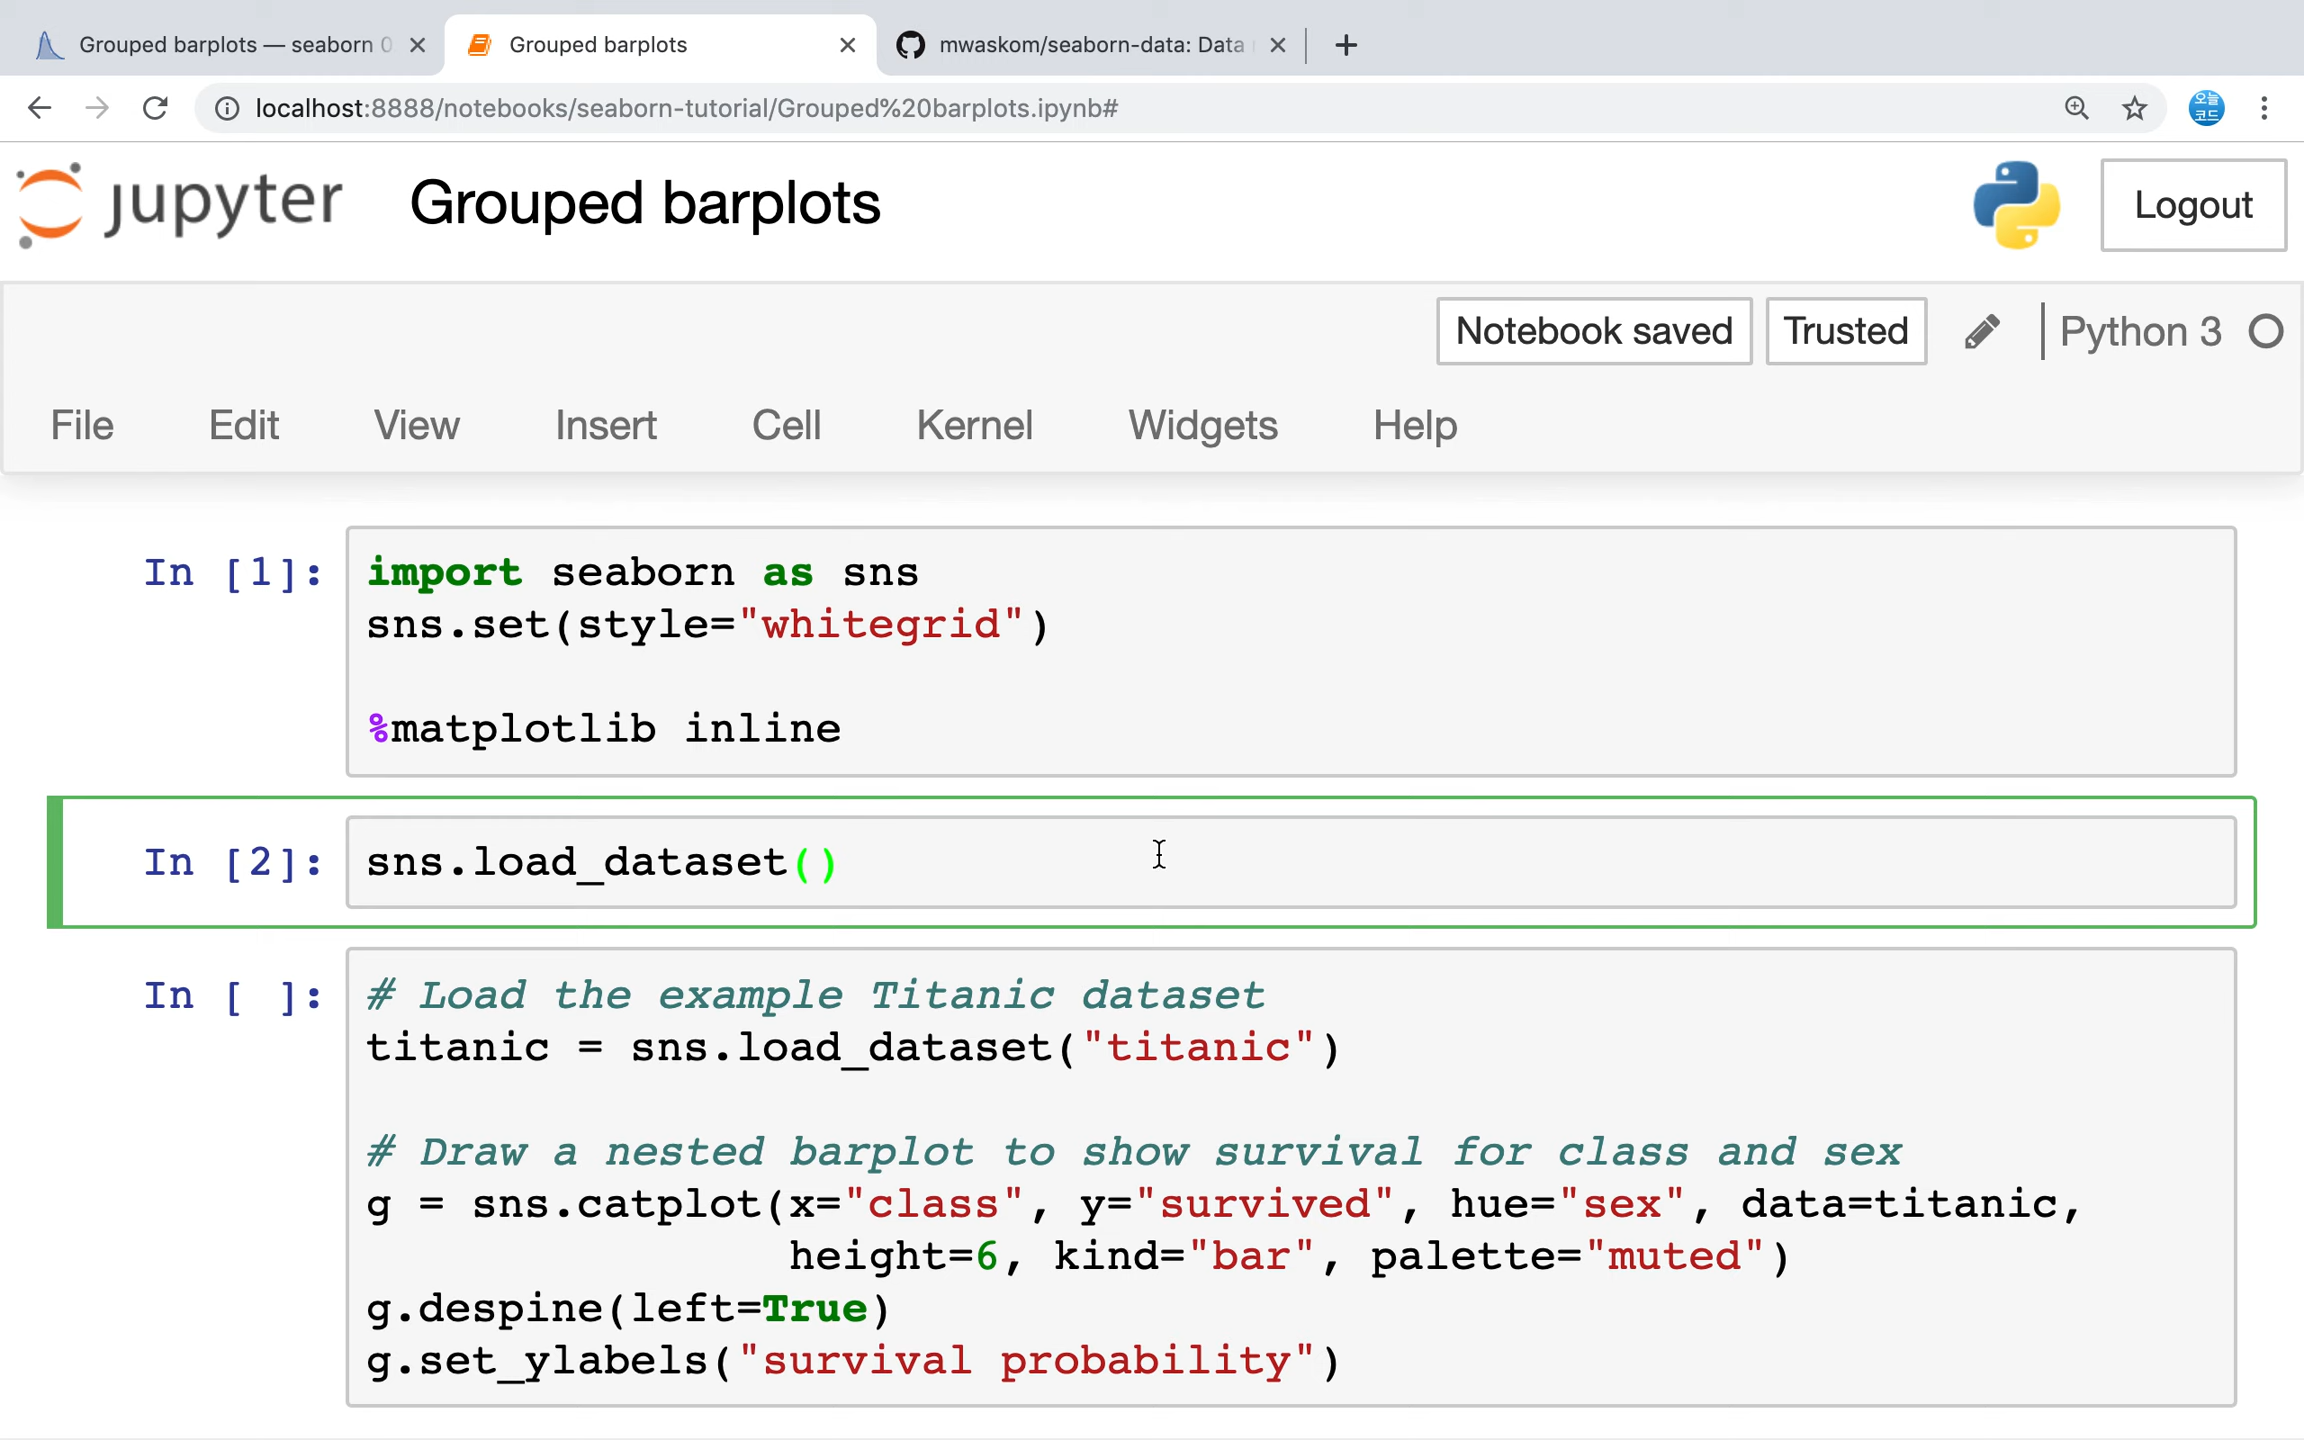 Grouped barplots — seaborn 0
Grouped barplots
mwaskom/seaborn-data: Data
localhost:8888/notebooks/seaborn-tutorial/Grouped%20barplots.ipynb#
오늘
코드
jupyter
Grouped barplots
Logout
Notebook saved
Trusted
Python 3
File
Edit
View
Insert
Cell
Kernel
Widgets
Help
In [1]:
import seaborn as sns
sns.set(style="whitegrid")
%matplotlib inline
In [2]:
sns.load_dataset()
In [ ]:
# Load the example Titanic dataset
titanic = sns.load_dataset("titanic")
# Draw a nested barplot to show survival for class and sex
g = sns.catplot(x="class", y="survived", hue="sex", data=titanic,
height=6, kind="bar", palette="muted")
g.despine(left=True)
g.set_ylabels("survival probability")